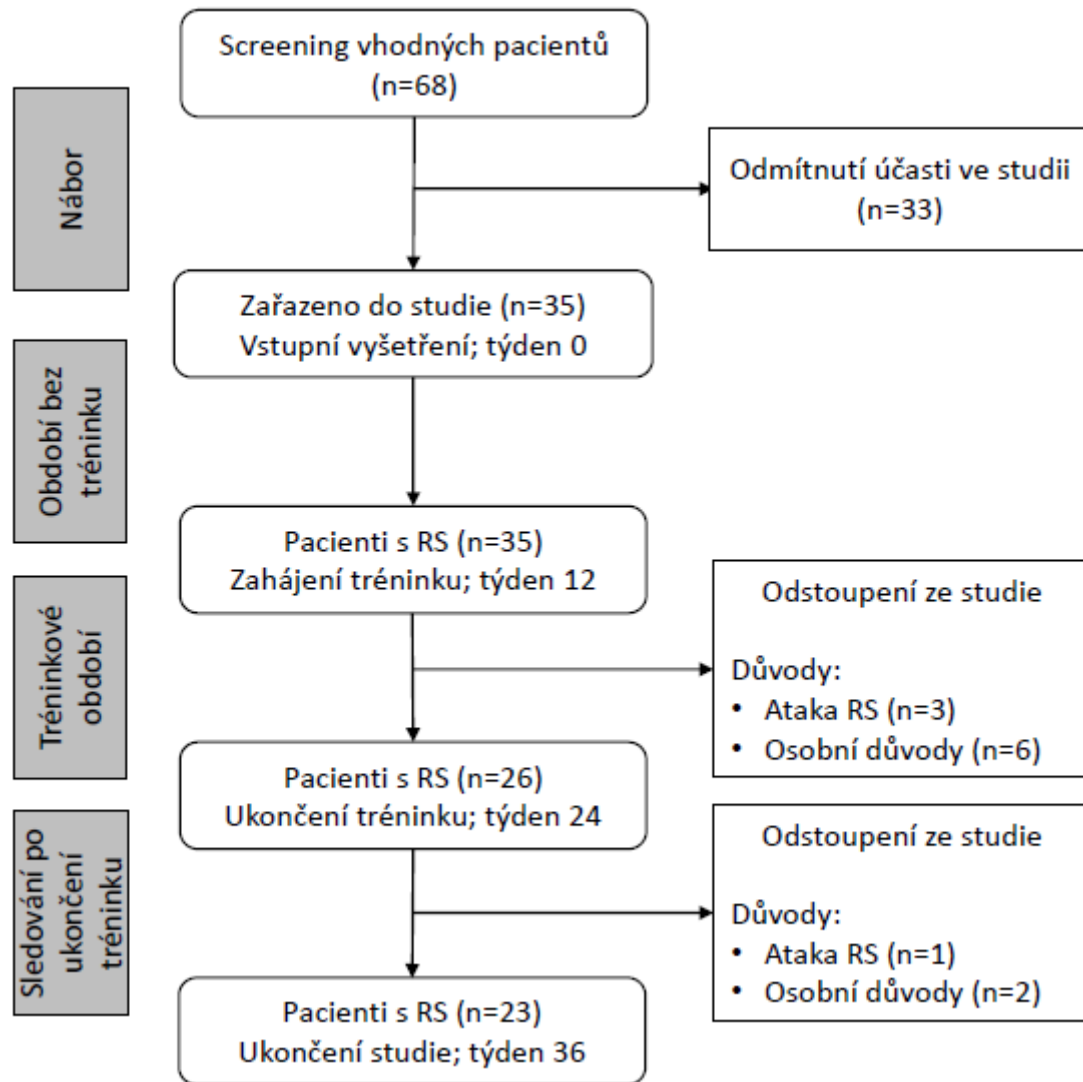 Screening vhodných pacientů
(n=68)
Nábor
Odmítnutí účasti ve studii
(n=33)
Zařazeno do studie (n=35)
Vstupní vyšetření; týden 0
Období bez
tréninku
Pacienti s RS (n=35)
Zahájení tréninku; týden 12
Tréninkové
období
Odstoupení ze studie
Důvody:
• Ataka RS (n=3)
• Osobní důvody (n=6)
Pacienti s RS (n=26)
Ukončení tréninku; týden 24
Sledování po
ukončení
tréninku
Odstoupení ze studie
Důvody:
• Ataka RS (n=1)
• Osobní důvody (n=2)
Pacienti s RS (n=23)
Ukončení studie; týden 36